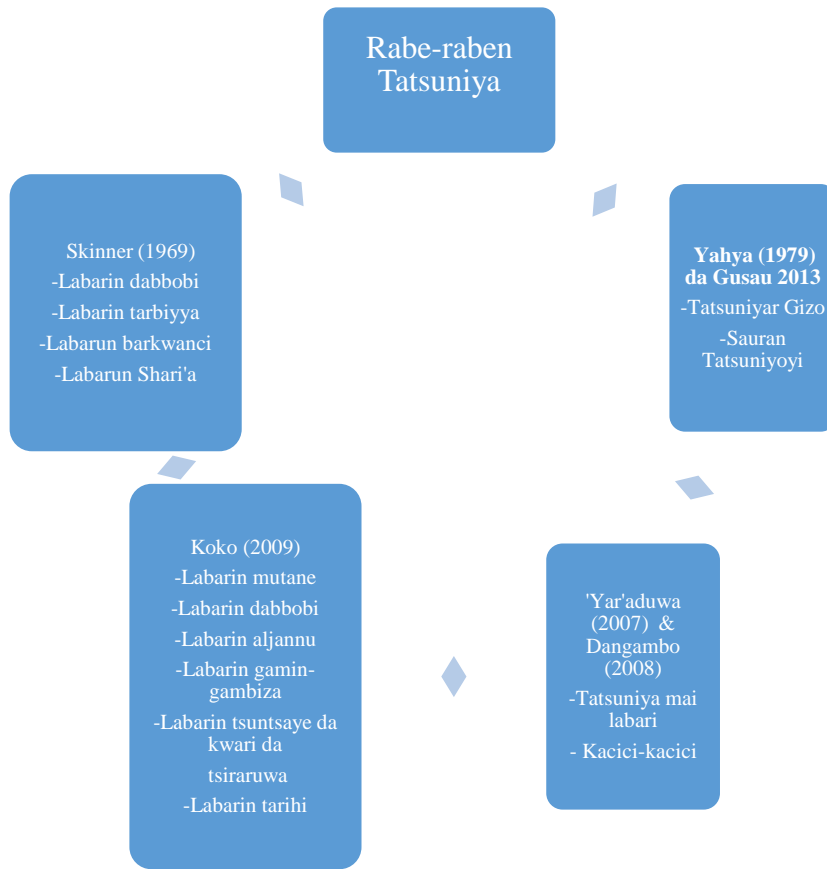 Rabe-raben
Tatsuniya
Skinner (1969)
-Labarin dabbobi
-Labarin tarbiyya
-Labarun barkwanci
-Labarun Shari'a
Yahya (1979)
da Gusau 2013
-Tatsuniyar Gizo
-Sauran
Tatsuniyoyi
Koko (2009)
-Labarin mutane
-Labarin dabbobi
-Labarin aljannu
-Labarin gamin-
gambiza
-Labarin tsuntsaye da
kwari da
tsiraruwa
-Labarin tarihi
'Yar'aduwa
(2007) &
Dangambo
(2008)
-Tatsuniya mai
labari
- Kacici-kacici